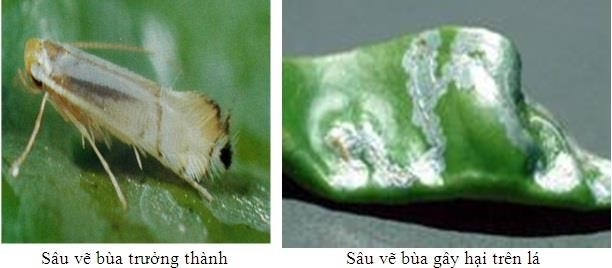 Sâu vẽ bùa trưởng thành
Sâu vẽ bùa gây hại trên lá